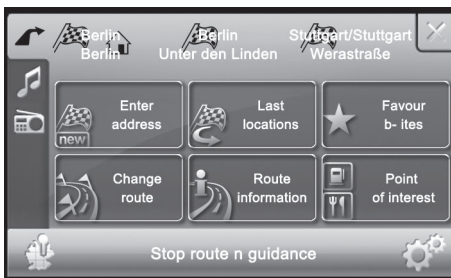 Berlin
Berlin
Berlin
Unter den Linden
Stuttgart/Stuttgart
Werastraße
Enter
address
new
Last
locations
Favour
b- ites
Change
route
Route
information
Point
of interest
Stop route n guidance